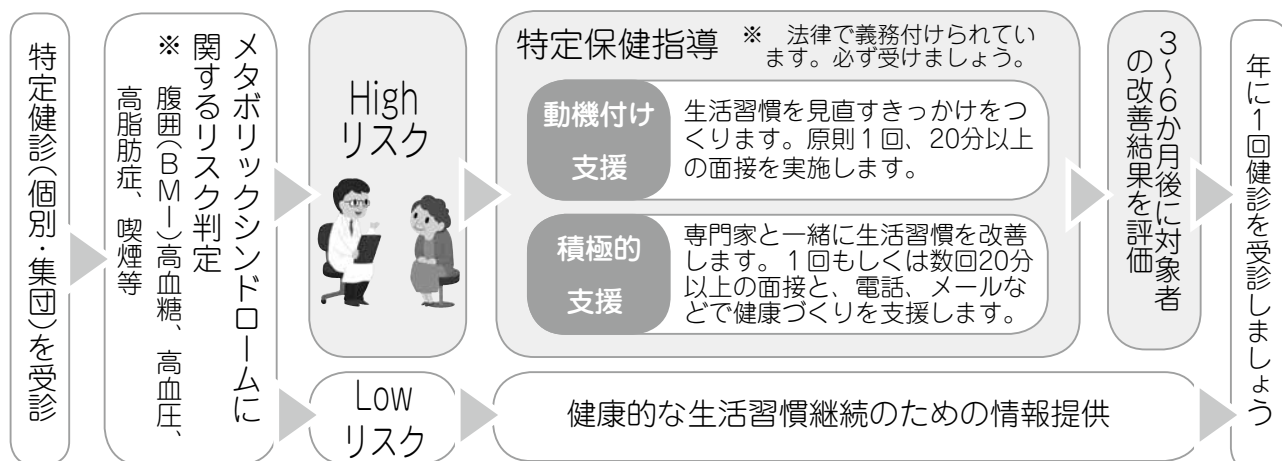 特定健診(個別・集団)を受診
メタボリックシンドロームに
関するリスク判定
※ 腹囲(BMI)高血糖、高血圧、
高脂肪症、喫煙等
High
リスク
特定保健指導
※ 法律で義務付けられてい
ます。必ず受けましょう。
動機付け
支援
生活習慣を見直すきっかけをつ
くります。原則1回、20分以上
の面接を実施します。
積極的
支援
専門家と一緒に生活習慣を改善
します。1回もしくは数回20分
以上の面接と、電話、メールな
どで健康づくりを支援します。
3~6か月後に対象者
の改善結果を評価
Low
リスク
健康的な生活習慣継続のための情報提供
年に1回健診を受診しましょう